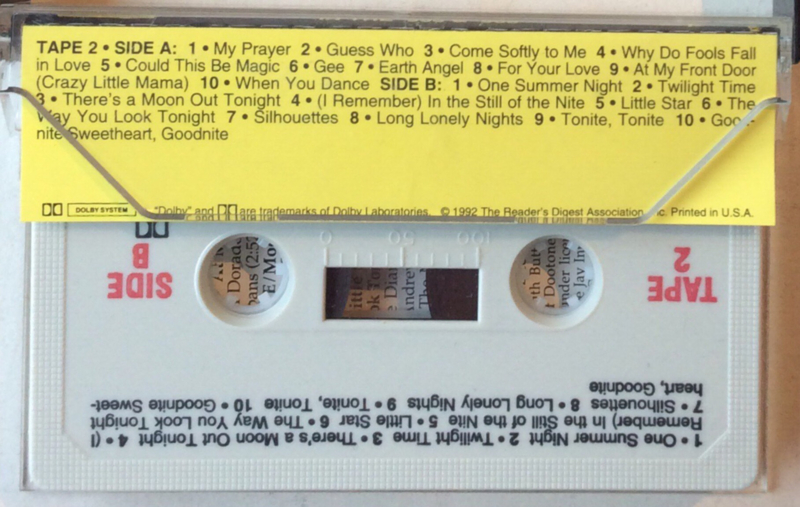 TAPE 2 • SIDE A: 1 • My Prayer 2 • Guess Who 3 • Come Softly to Me 4 • Why Do Fools Fall
in Love 5 • Could This Be Magic 6 • Gee 7 • Earth Angel 8 • For Your Love 9 • At My Front Door
(Crazy Little Mama) 10 • When You Dance SIDE B: 1 • One Summer Night 2 • Twilight Time
3 • There's a Moon Out Tonight 4 • (I Remember) In the Still of the Nite 5 • Little Star 6 • The
Way You Look Tonight 7 • Silhouettes 8 • Long Lonely Nights 9 • Tonite, Tonite 10 • Good-
nite Sweetheart, Goodnite
DOLBY SYSTEM "Dolby" and are trademarks of Dolby Laboratories. © 1992 The Reader's Digest Association, Inc. Printed in U.S.A.
SIDE
B
0 50 100
TAPE
2
1 • One Summer Night 2 • Twilight Time 3 • There's a Moon Out Tonight 4 • (I
Remember) In the Still of the Nite 5 • Little Star 6 • The Way You Look Tonight
7 • Silhouettes 8 • Long Lonely Nights 9 • Tonite, Tonite 10 • Goodnite Sweet-
heart, Goodnite